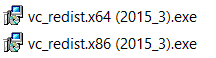 vc_redist.x64 (2015_3).exe
vc_redist.x86 (2015_3).exe